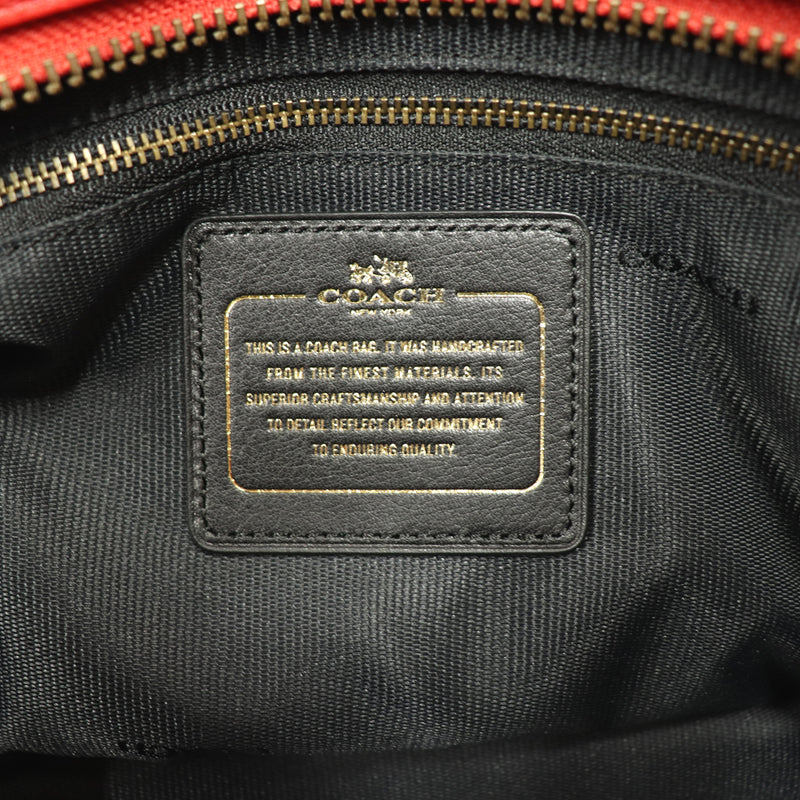 COACH
NEW YORK
THIS IS A COACH BAG. IT WAS HANDCRAFTED
FROM THE FINEST MATERIALS. ITS
SUPERIOR CRAFTSMANSHIP AND ATTENTION
TO DETAIL REFLECT OUR COMMITMENT
TO ENDURING QUALITY.
COACH